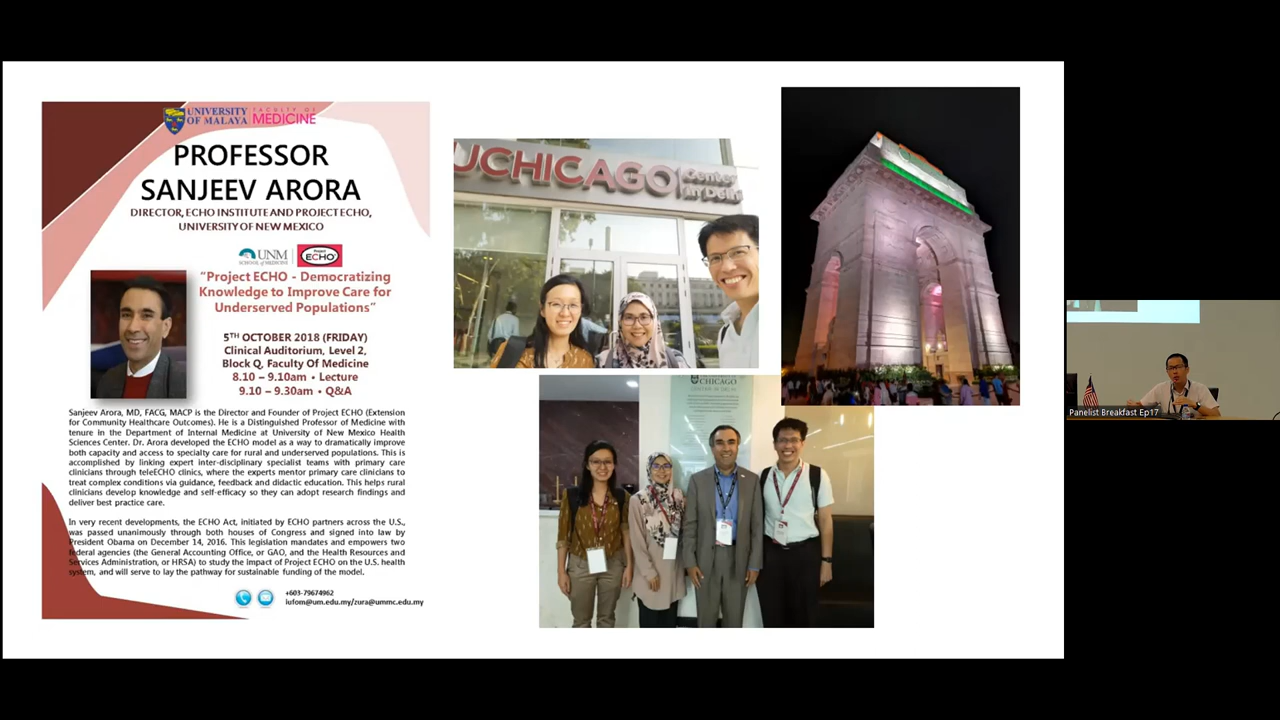 UNIVERSITY
OF MALAYA
FACULTY OF
MEDICINE
PROFESSOR
SANJEEV ARORA
DIRECTOR, ECHO INSTITUTE AND PROJECT ECHO,
UNIVERSITY OF NEW MEXICO
UNM
SCHOOL of MEDICINE
Project
ECHO
“Project ECHO - Democratizing
Knowledge to Improve Care for
Underserved Populations”
5TH OCTOBER 2018 (FRIDAY)
Clinical Auditorium, Level 2,
Block Q, Faculty Of Medicine
8.10 – 9.10am • Lecture
9.10 – 9.30am • Q&A
Sanjeev Arora, MD, FACG, MACP is the Director and Founder of Project ECHO (Extension
for Community Healthcare Outcomes). He is a Distinguished Professor of Medicine with
tenure in the Department of Internal Medicine at University of New Mexico Health
Sciences Center. Dr. Arora developed the ECHO model as a way to dramatically improve
both capacity and access to specialty care for rural and underserved populations. This is
accomplished by linking expert inter-disciplinary specialist teams with primary care
clinicians through teleECHO clinics, where the experts mentor primary care clinicians to
treat complex conditions via guidance, feedback and didactic education. This helps rural
clinicians develop knowledge and self-efficacy so they can adopt research findings and
deliver best practice care.
In very recent developments, the ECHO Act, initiated by ECHO partners across the U.S.,
was passed unanimously through both houses of Congress and signed into law by
President Obama on December 14, 2016. This legislation mandates and empowers two
federal agencies (the General Accounting Office, or GAO, and the Health Resources and
Services Administration, or HRSA) to study the impact of Project ECHO on the U.S. health
system, and will serve to lay the pathway for sustainable funding of the model.
+603-79674962
iufom@um.edu.my/zura@ummc.edu.my
UCHICAGO
Center
in Delhi
CHICAGO
CENTER IN DELHI
Panelist Breakfast Ep17